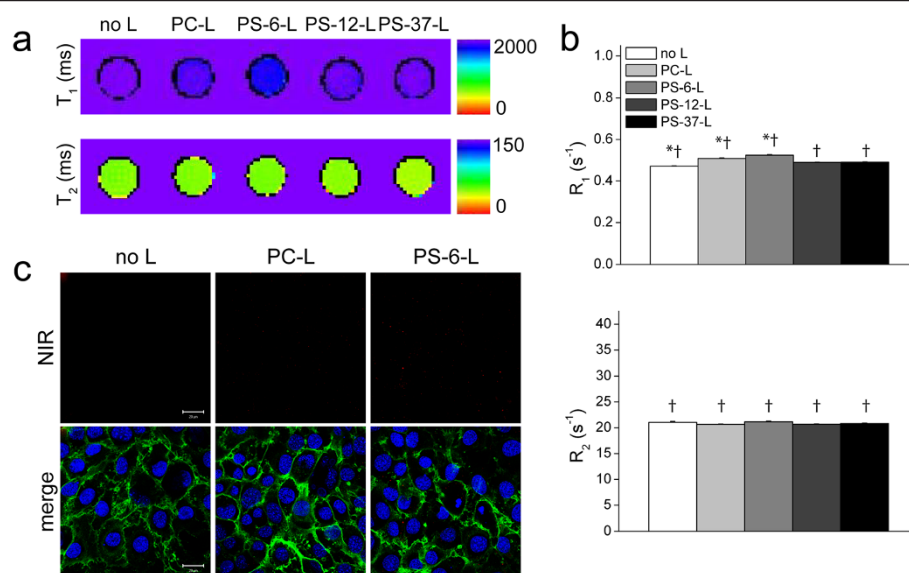 a
no L PC-L PS-6-L PS-12-L PS-37-L
T1 (ms)
2000
0
T2 (ms)
150
0
b
1.0
0.8
0.6
0.4
0.2
0.0
R1 (s-1)
no L
PC-L
PS-6-L
PS-12-L
PS-37-L
*† *† *† † †
c
no L PC-L PS-6-L
NIR
merge
40
35
30
25
20
15
10
5
0
R2 (s-1)
† † † † †